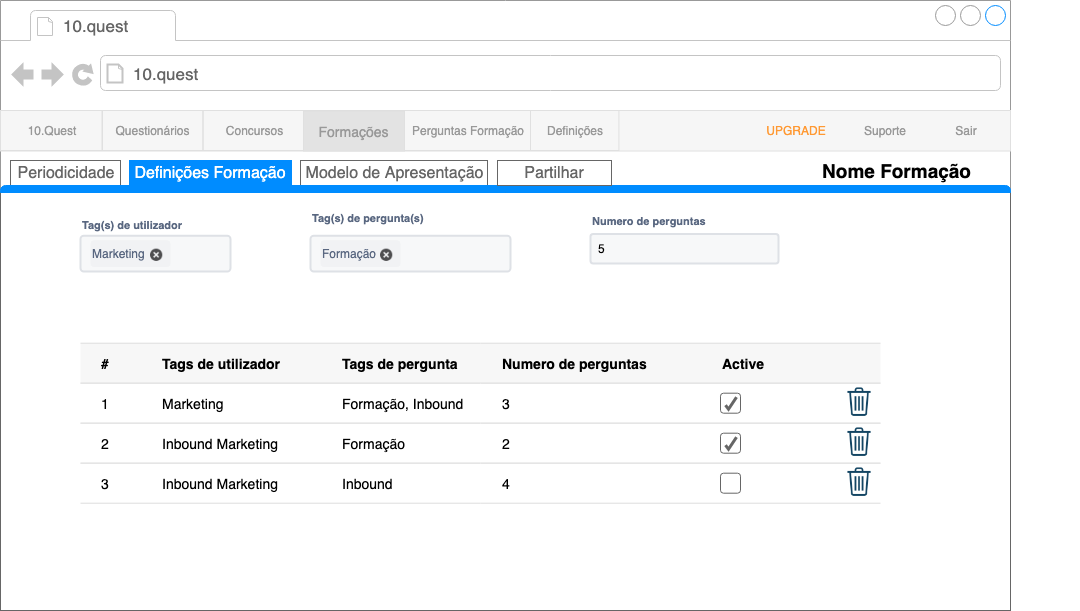 10.quest
10.quest
10.Quest Questionários Concursos Formações Perguntas Formação Definições UPGRADE Suporte Sair
Periodicidade Definições Formação Modelo de Apresentação Partilhar Nome Formação
Tag(s) de utilizador Tag(s) de pergunta(s) Numero de perguntas
Marketing Formação 5
# Tags de utilizador Tags de pergunta Numero de perguntas Active
1 Marketing Formação, Inbound 3
2 Inbound Marketing Formação 2
3 Inbound Marketing Inbound 4